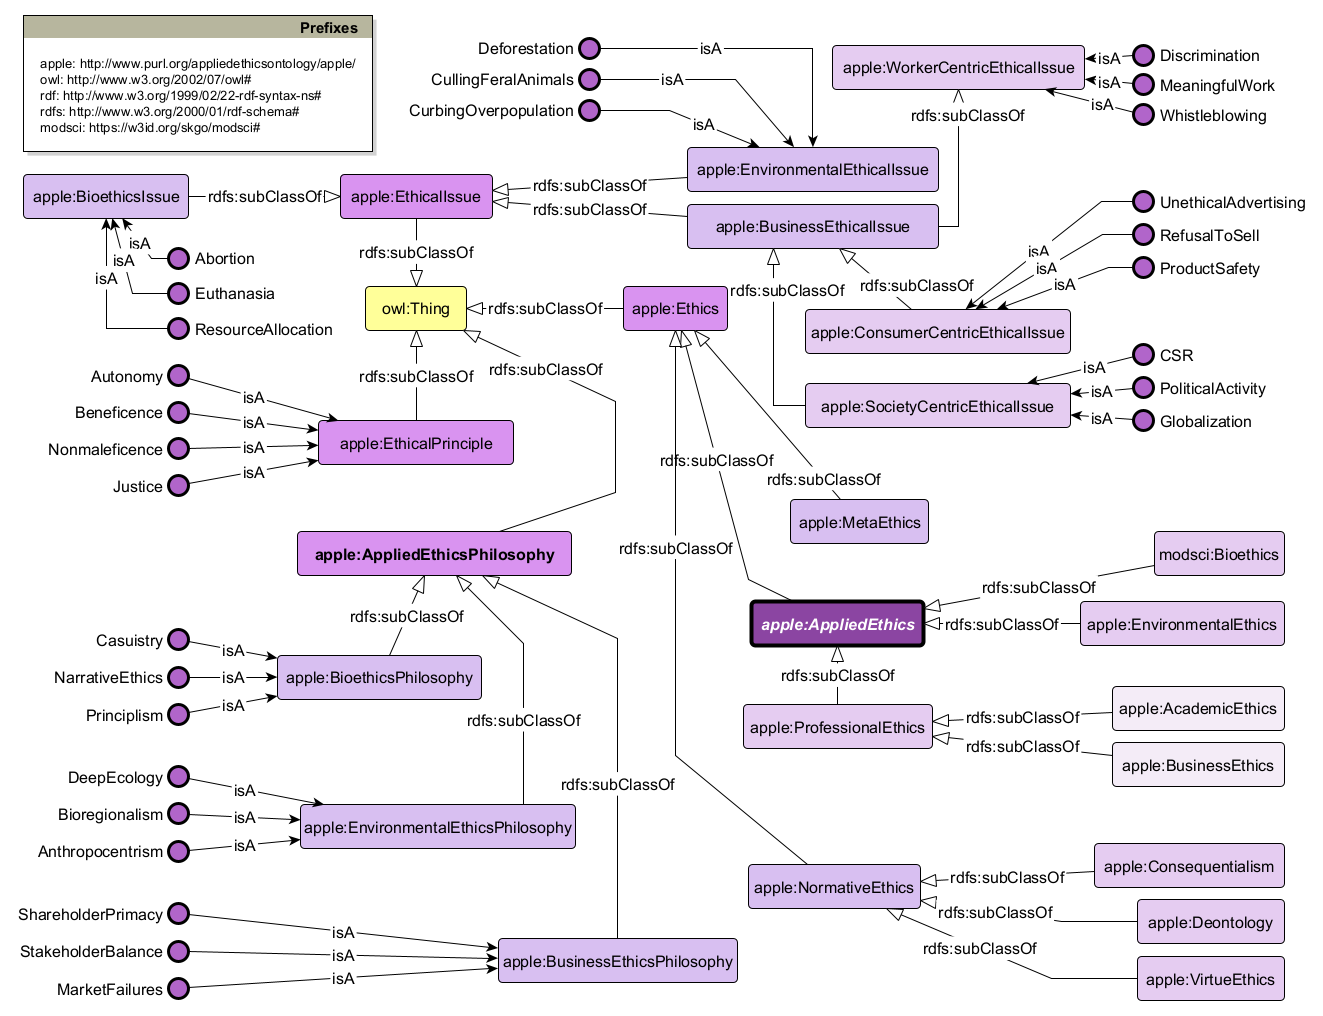 Prefixes
apple: http://www.purl.org/appliedethicsontology/apple/
owl: http://www.w3.org/2002/07/owl#
rdf: http://www.w3.org/1999/02/22-rdf-syntax-ns#
rdfs: http://www.w3.org/2000/01/rdf-schema#
modsci: https://w3id.org/skgo/modsci#
Deforestation
isA
CullingFeralAnimals
isA
CurbingOverpopulation
isA
apple:WorkerCentricEthicalIssue
isA
Discrimination
isA
MeaningfulWork
isA
Whistleblowing
rdfs:subClassOf
apple:EnvironmentalEthicalIssue
apple:BioethicsIssue
rdfs:subClassOf
apple:EthicalIssue
rdfs:subClassOf
rdfs:subClassOf
apple:BusinessEthicalIssue
UnethicalAdvertising
RefusalToSell
ProductSafety
isA
isA
isA
isA
Abortion
isA
Euthanasia
isA
ResourceAllocation
rdfs:subClassOf
owl:Thing
rdfs:subClassOf
apple:Ethics
rdfs:subClassOf
rdfs:subClassOf
apple:ConsumerCentricEthicalIssue
rdfs:subClassOf
rdfs:subClassOf
CSR
isA
PoliticalActivity
isA
Globalization
isA
apple:SocietyCentricEthicalIssue
Autonomy
isA
Beneficence
isA
Nonmaleficence
isA
Justice
isA
apple:EthicalPrinciple
rdfs:subClassOf
rdfs:subClassOf
apple:MetaEthics
rdfs:subClassOf
apple:AppliedEthicsPhilosophy
modsci:Bioethics
rdfs:subClassOf
apple:AppliedEthics
rdfs:subClassOf
apple:EnvironmentalEthics
rdfs:subClassOf
rdfs:subClassOf
Casuistry
isA
NarrativeEthics
isA
Principlism
isA
apple:BioethicsPhilosophy
rdfs:subClassOf
apple:ProfessionalEthics
rdfs:subClassOf
apple:AcademicEthics
rdfs:subClassOf
apple:BusinessEthics
rdfs:subClassOf
DeepEcology
isA
Bioregionalism
isA
Anthropocentrism
isA
apple:EnvironmentalEthicsPhilosophy
apple:NormativeEthics
rdfs:subClassOf
apple:Consequentialism
rdfs:subClassOf
apple:Deontology
rdfs:subClassOf
apple:VirtueEthics
ShareholderPrimacy
isA
StakeholderBalance
isA
MarketFailures
isA
apple:BusinessEthicsPhilosophy